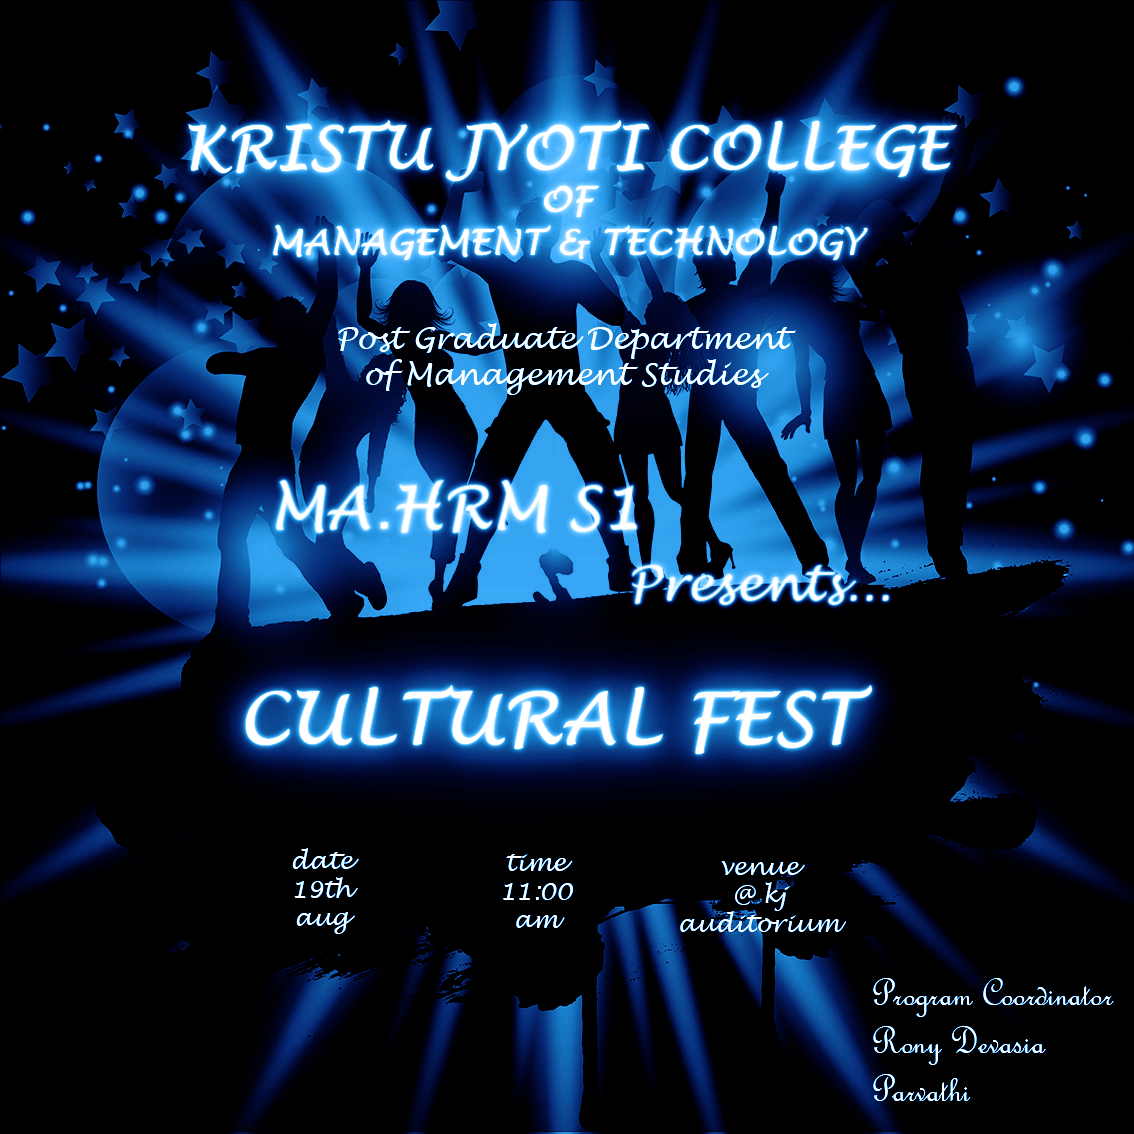 KRISTU JYOTI COLLEGE
OF
MANAGEMENT & TECHNOLOGY
Post Graduate Department
of Management Studies
MA.HRM S1
Presents...
CULTURAL FEST
date
19th
aug
time
11:00
am
venue
@ kj
auditorium
Program Coordinator
Rony Devasia
Parvathi